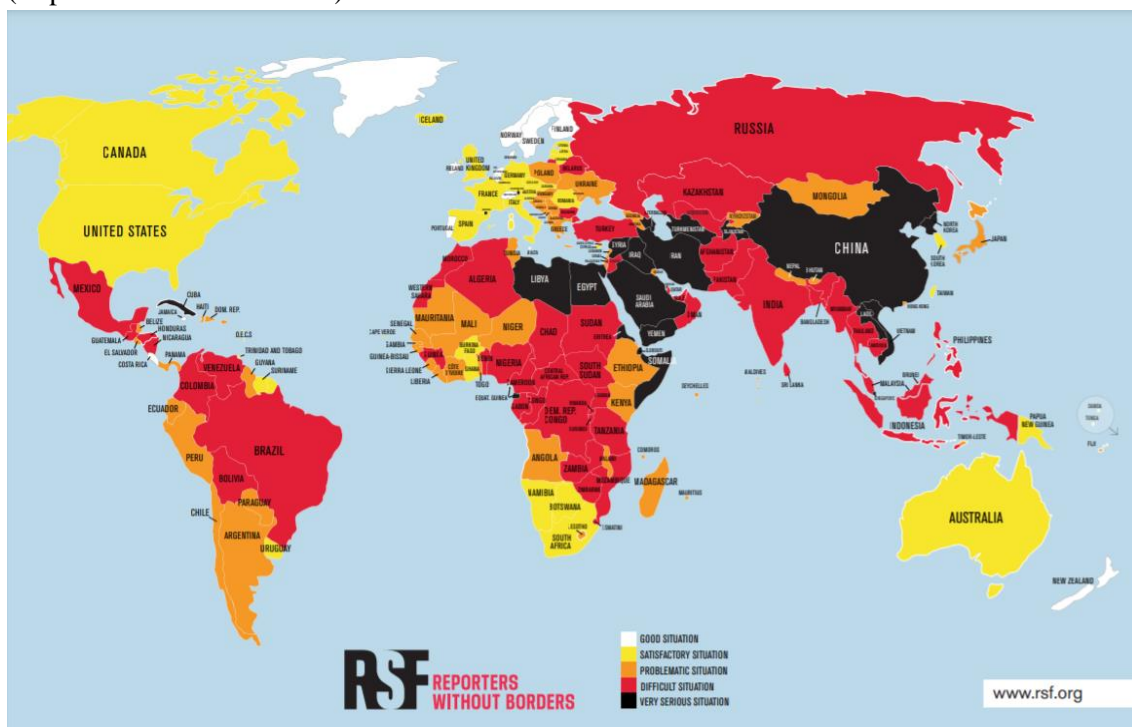 CANADA
UNITED STATES
MEXICO
CUBA
JAMAICA
HAITI
DOM. REP.
BELIZE
HONDURAS
GUATEMALA
NICARAGUA
EL SALVADOR
COSTA RICA
PANAMA
O.E.C.S
TRINIDAD AND TOBAGO
GUYANA
SURINAME
VENEZUELA
COLOMBIA
ECUADOR
PERU
BRAZIL
BOLIVIA
PARAGUAY
CHILE
ARGENTINA
URUGUAY
ICELAND
NORWAY
SWEDEN
FINLAND
IRELAND
UNITED
KINGDOM
GERMANY
POLAND
BELARUS
UKRAINE
FRANCE
ITALY
ROMANIA
PORTUGAL
SPAIN
GREECE
TURKEY
RUSSIA
KAZAKHSTAN
MONGOLIA
CHINA
NORTH
KOREA
SOUTH
KOREA
JAPAN
TAIWAN
HONG KONG
TURKMENISTAN
AFGHANISTAN
PAKISTAN
INDIA
NEPAL
BHUTAN
BANGLADESH
SRI LANKA
MALDIVES
LAOS
VIETNAM
THAILAND
CAMBODIA
PHILIPPINES
BRUNEI
MALAYSIA
SINGAPORE
INDONESIA
TIMOR-LESTE
PAPUA
NEW GUINEA
TONGA
FIJI
AUSTRALIA
NEW ZEALAND
SYRIA
IRAQ
IRAN
SAUDI
ARABIA
YEMEN
OMAN
MOROCCO
WESTERN
SAHARA
ALGERIA
LIBYA
EGYPT
MAURITANIA
MALI
NIGER
CHAD
SUDAN
ERYTREA
DJIBOUTI
SOMALIA
ETHIOPIA
SOUTH
SUDAN
CENTRAL
AFRICAN REP.
SENEGAL
CAPE VERDE
GAMBIA
GUINEA-BISSAU
GUINEA
SIERRA LEONE
LIBERIA
CÔTE
D'IVOIRE
BURKINA
FASO
GHANA
TOGO
BENIN
NIGERIA
CAMEROON
EQUAT. GUINEA
GABON
CONGO
DEM. REP.
CONGO
KENYA
TANZANIA
SEYCHELLES
COMOROS
ANGOLA
ZAMBIA
MALAWI
MOZAMBIQUE
ZIMBABWE
MADAGASCAR
MAURITIUS
NAMIBIA
BOTSWANA
SOUTH
AFRICA
LESOTHO
ESWATINI
RSF REPORTERS
WITHOUT BORDERS
GOOD SITUATION
SATISFACTORY SITUATION
PROBLEMATIC SITUATION
DIFFICULT SITUATION
VERY SERIOUS SITUATION
www.rsf.org